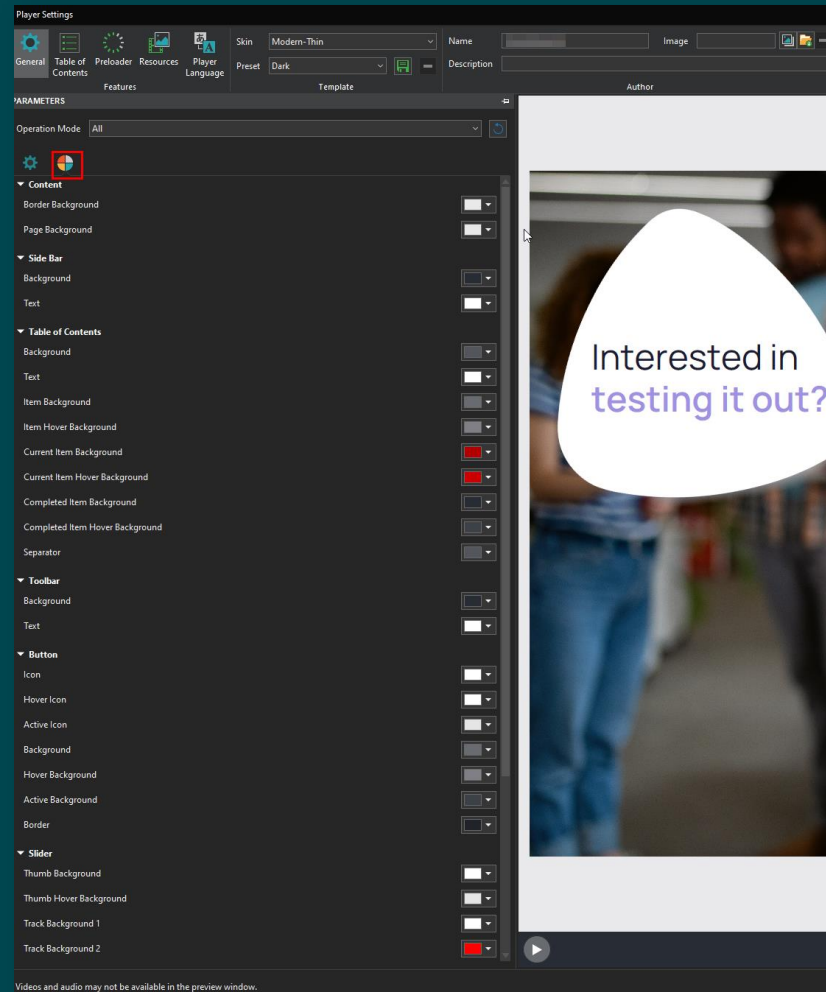 Player Settings
General
Table of Contents
Preloader
Resources
Player Language
Features
Skin Modern-Thin
Preset Dark
Template
Name
Image
Description
Author
PARAMETERS
Operation Mode All
Content
Border Background
Page Background
Side Bar
Background
Text
Table of Contents
Background
Text
Item Background
Item Hover Background
Current Item Background
Current Item Hover Background
Completed Item Background
Completed Item Hover Background
Separator
Toolbar
Background
Text
Button
Icon
Hover Icon
Active Icon
Background
Hover Background
Active Background
Border
Slider
Thumb Background
Thumb Hover Background
Track Background 1
Track Background 2
Interested in
testing it out?
Videos and audio may not be available in the preview window.